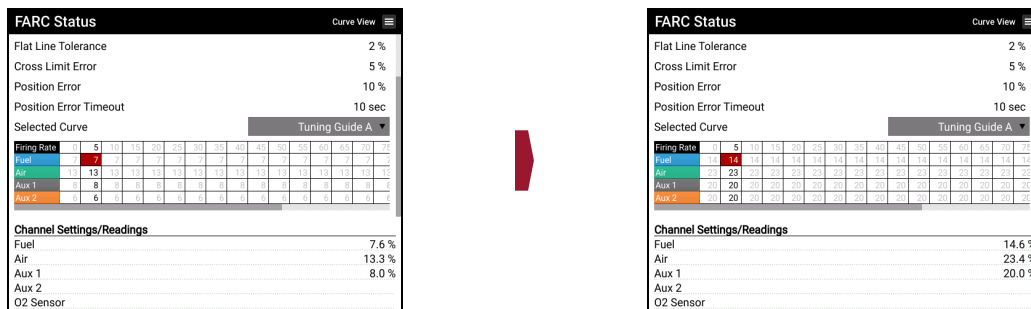 FARC Status Curve View
Flat Line Tolerance 2 %
Cross Limit Error 5 %
Position Error 10 %
Position Error Timeout 10 sec
Selected Curve Tuning Guide A
Firing Rate 0 5 10 15 20 25 30 35 40 45 50 55 60 65 70 75
Fuel 7 7 7 7 7 7 7 7 7 7 7 7 7 7 7 7
Air 13 13 13 13 13 13 13 13 13 13 13 13 13 13 13 13
Aux 1 8 8 8 8 8 8 8 8 8 8 8 8 8 8 8 8
Aux 2 6 6 6 6 6 6 6 6 6 6 6 6 6 6 6 6
Channel Settings/Readings
Fuel 7.6 %
Air 13.3 %
Aux 1 8.0 %
Aux 2
O2 Sensor
FARC Status Curve View
Flat Line Tolerance 2 %
Cross Limit Error 5 %
Position Error 10 %
Position Error Timeout 10 sec
Selected Curve Tuning Guide A
Firing Rate 0 5 10 15 20 25 30 35 40 45 50 55 60 65 70 75
Fuel 14 14 14 14 14 14 14 14 14 14 14 14 14 14 14 14
Air 23 23 23 23 23 23 23 23 23 23 23 23 23 23 23 23
Aux 1 20 20 20 20 20 20 20 20 20 20 20 20 20 20 20 20
Aux 2 20 20 20 20 20 20 20 20 20 20 20 20 20 20 20 20
Channel Settings/Readings
Fuel 14.6 %
Air 23.4 %
Aux 1 20.0 %
Aux 2
O2 Sensor